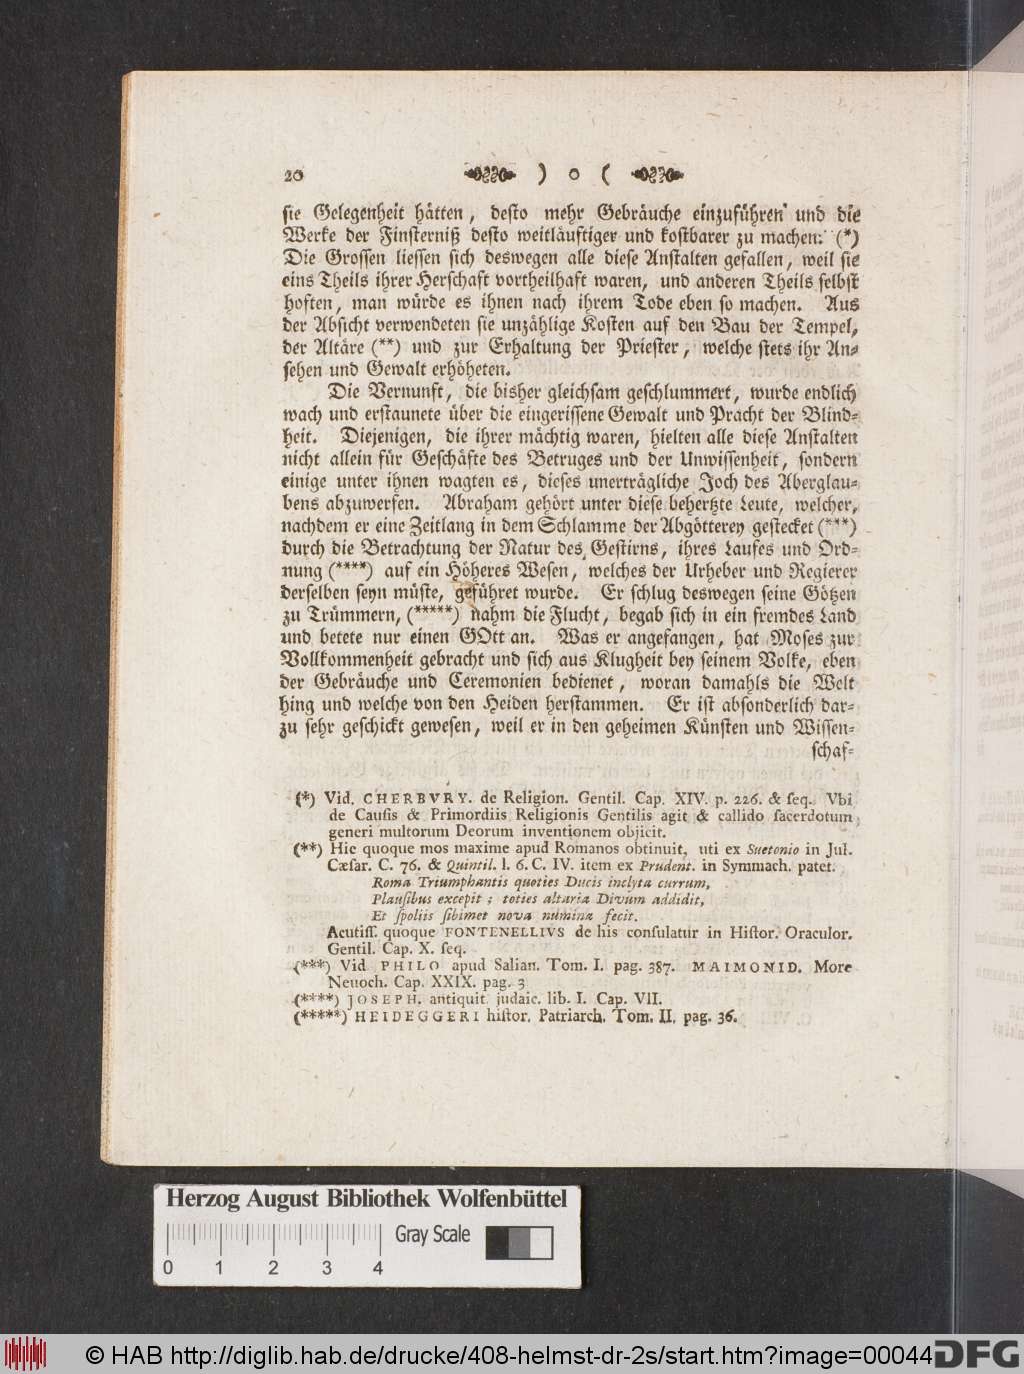 20 ) o (
sie Gelegenheit hätten, desto mehr Gebräuche einzuführen und die
Werke der Finsterniß desto weitläuftiger und kostbarer zu machen. (*)
Die Grossen liessen sich deswegen alle diese Anstalten gefallen, weil sie
eins Theils ihrer Herschaft vortheilhaft waren, und anderen Theils selbst
hoften, man würde es ihnen nach ihrem Tode eben so machen. Aus
der Absicht verwendeten sie unzählige Kosten auf den Bau der Tempel,
der Altäre (**) und zur Erhaltung der Priester, welche stets ihr An-
sehen und Gewalt erhöheten.
Die Vernunft, die bisher gleichsam geschlummert, wurde endlich
wach und erstaunete über die eingerissene Gewalt und Pracht der Blind-
heit. Diejenigen, die ihrer mächtig waren, hielten alle diese Anstalten
nicht allein für Geschäfte des Betruges und der Unwissenheit, sondern
einige unter ihnen wagten es, dieses unerträgliche Joch des Aberglau-
bens abzuwerfen. Abraham gehört unter diese behertzte Leute, welcher,
nachdem er eine Zeitlang in dem Schlamme der Abgötterey gestecket (***)
durch die Betrachtung der Natur des Gestirns, ihres Laufes und Ord-
nung (****) auf ein Höheres Wesen, welches der Urheber und Regierer
derselben seyn müste, geführet wurde. Er schlug deswegen seine Götzen
zu Trümmern, (*****) nahm die Flucht, begab sich in ein fremdes Land
und betete nur einen GOtt an. Was er angefangen, hat Moses zur
Vollkommenheit gebracht und sich aus Klugheit bey seinem Volke, eben
der Gebräuche und Ceremonien bedienet, woran damahls die Welt
hing und welche von den Heiden herstammen. Er ist absonderlich dar-
zu sehr geschickt gewesen, weil er in den geheimen Künsten und Wissen-
schaf-
(*) Vid. CHERBVRY. de Religion. Gentil. Cap. XIV. p. 226. & seq. Vbi
de Causis & Primordiis Religionis Gentilis agit & callido sacerdotum
generi multorum Deorum inventionem objicit.
(**) Hic quoque mos maxime apud Romanos obtinuit, uti ex Suetonio in Jul.
Cæsar. C. 76. & Quintil. l. 6. C. IV. item ex Prudent. in Symmach. patet.
Roma Triumphantis quoties Ducis inclyta currum,
Plausibus excepit; toties altaria Divum addidit,
Et spoliis sibimet nova numina fecit.
Acutiss. quoque FONTENELLIVS de his consulatur in Histor. Oraculor.
Gentil. Cap. X. seq.
(***) Vid PHILO apud Salian. Tom. I. pag. 387. MAIMONID. More
Nevoch. Cap. XXIX. pag. 3
(****) JOSEPH. antiquit. judaic. lib. I. Cap. VII.
(*****) HEIDEGGERI histor. Patriarch. Tom. II. pag. 36.
Herzog August Bibliothek Wolfenbüttel
Gray Scale
0 1 2 3 4
© HAB http://diglib.hab.de/drucke/408-helmst-dr-2s/start.htm?image=00044
DFG